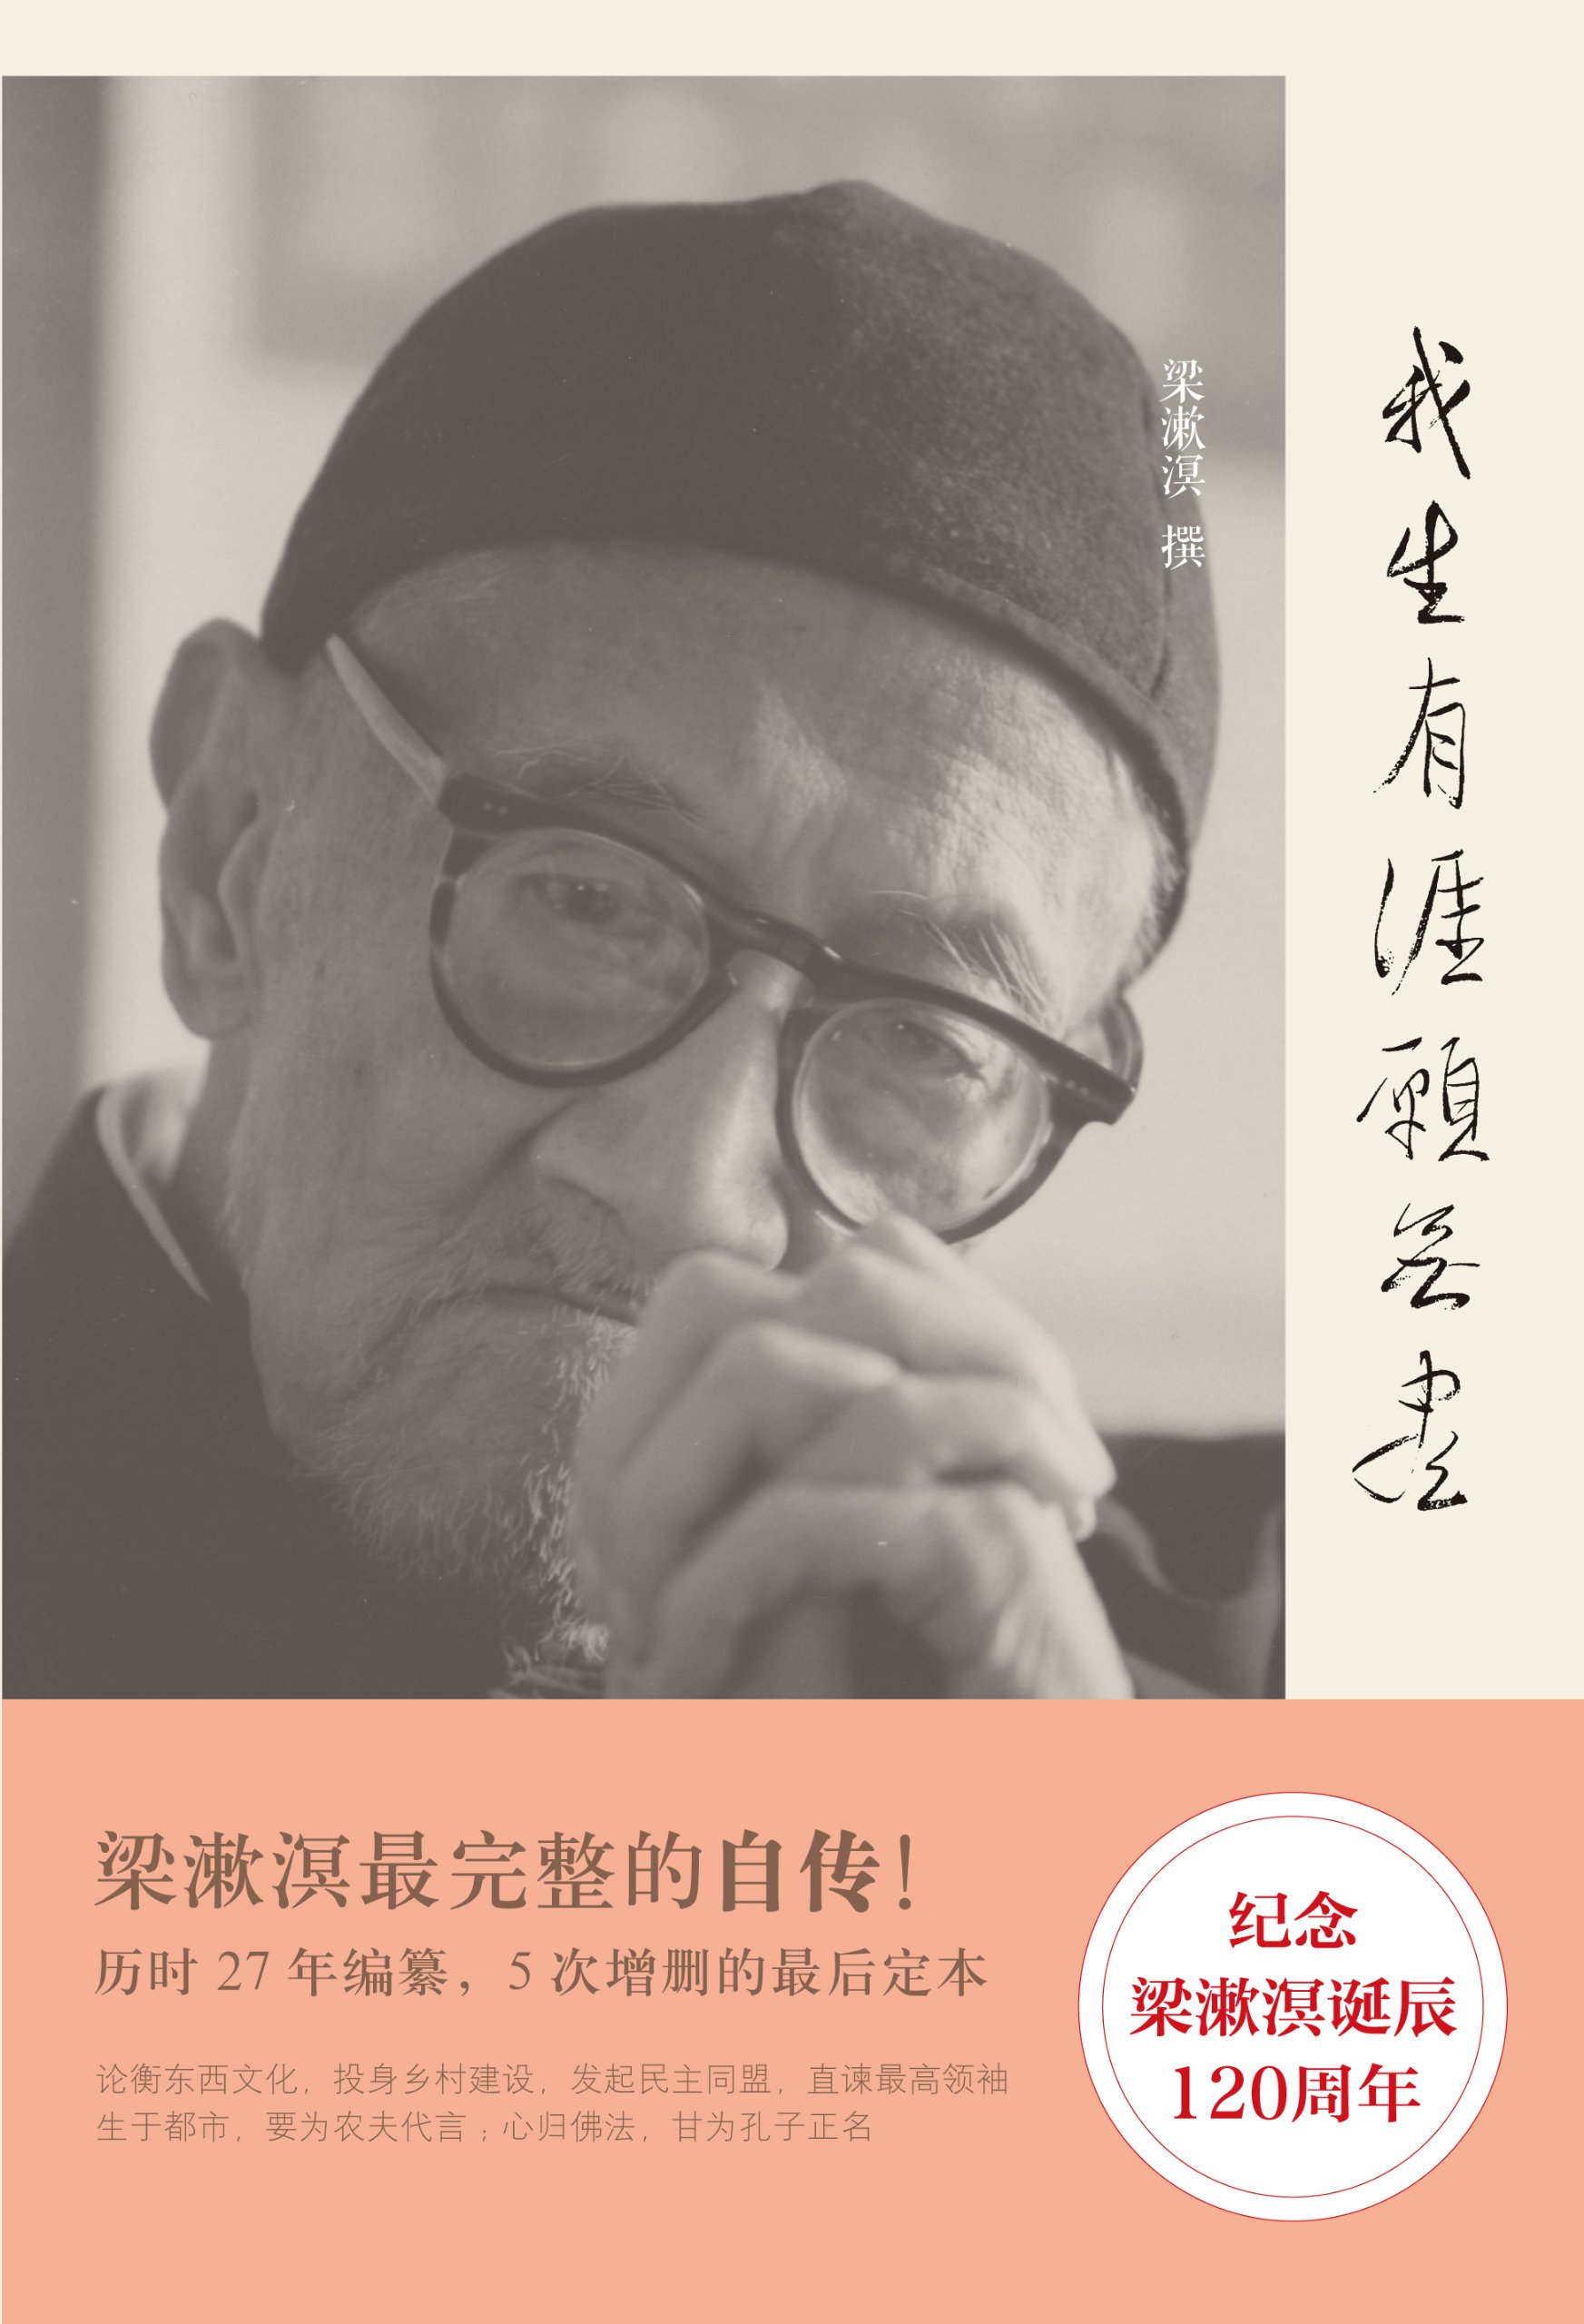 我生有涯願無盡
梁漱溟 撰
梁漱溟最完整的自传！
历时 27 年编纂，5 次增删的最后定本
论衡东西文化，投身乡村建设，发起民主同盟，直谏最高领袖
生于都市，要为农夫代言；心归佛法，甘为孔子正名
纪念
梁漱溟诞辰
120周年